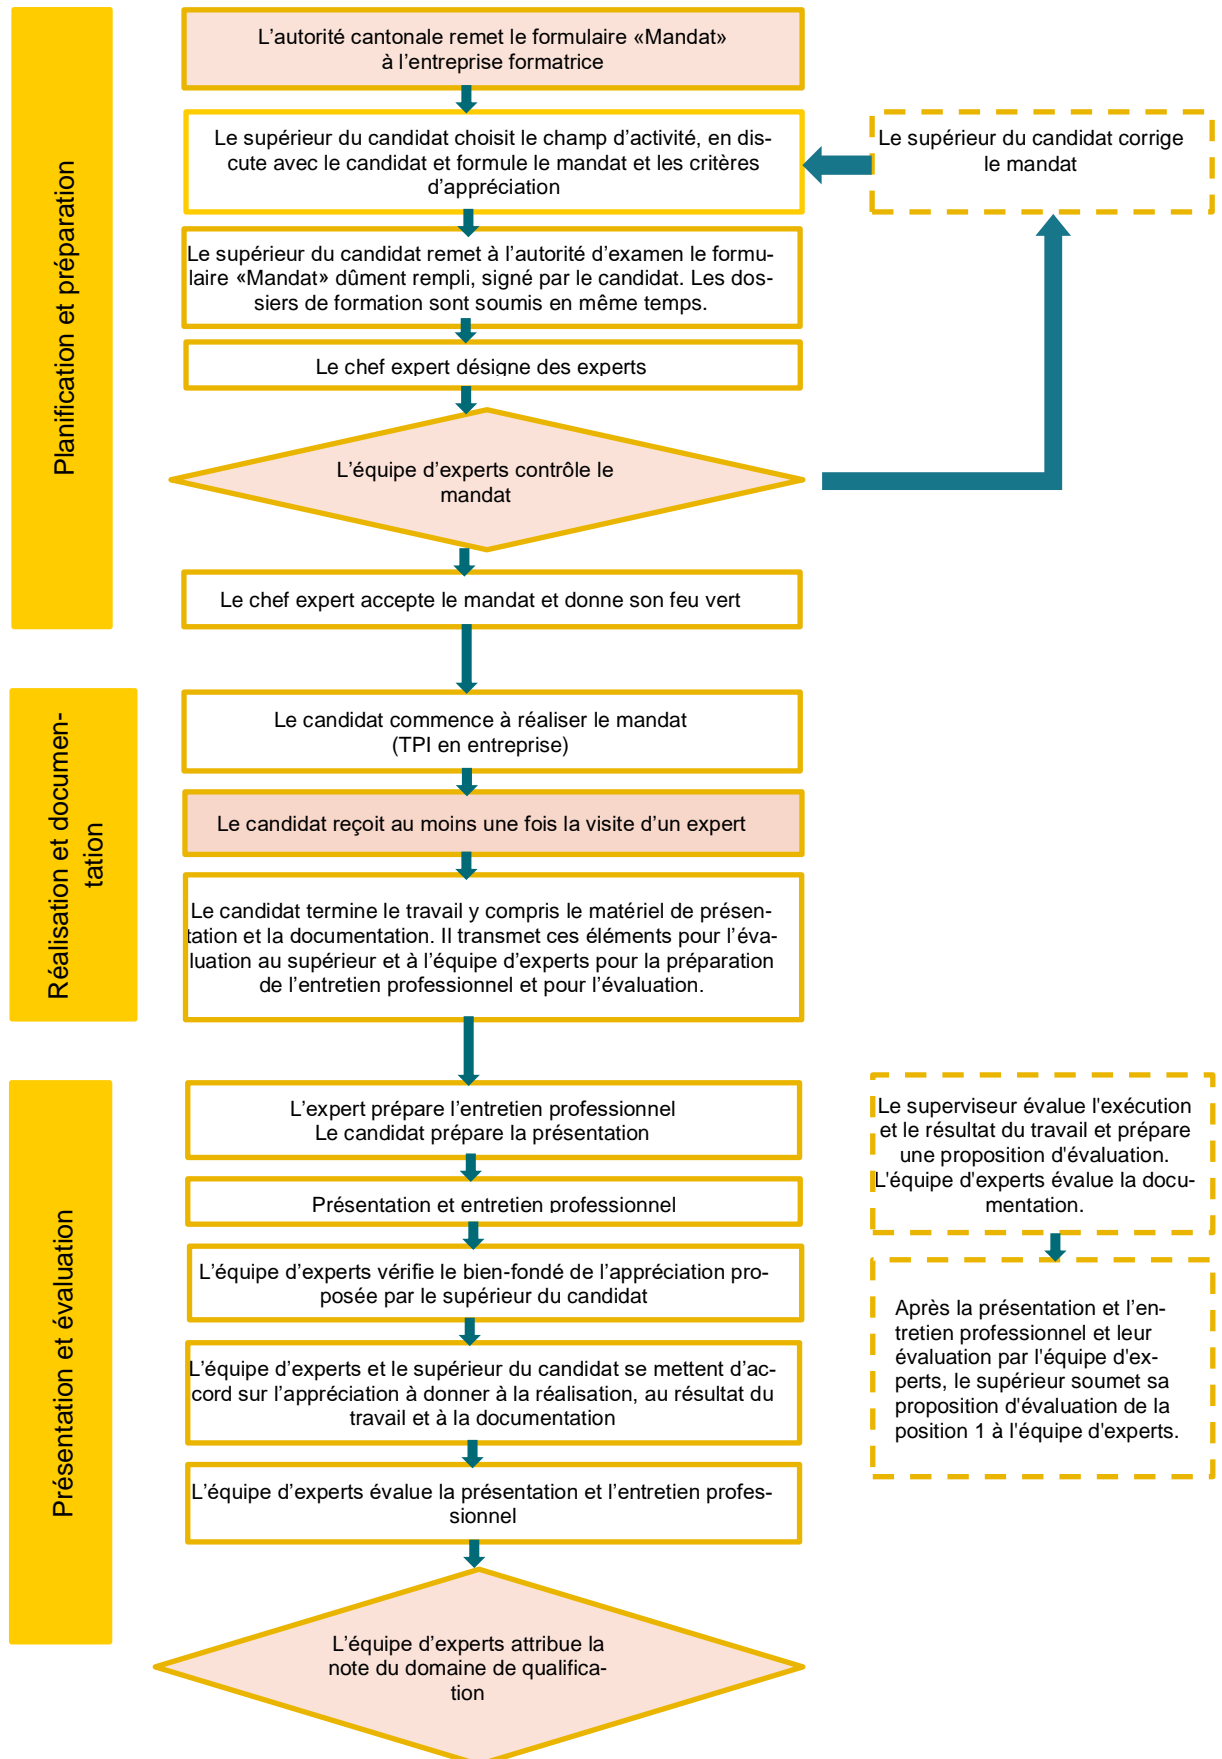 Planification et préparation
L’autorité cantonale remet le formulaire «Mandat»
à l’entreprise formatrice
Le supérieur du candidat choisit le champ d’activité, en dis-
cute avec le candidat et formule le mandat et les critères
d’appréciation
Le supérieur du candidat corrige
le mandat
Le supérieur du candidat remet à l’autorité d’examen le formu-
laire «Mandat» dûment rempli, signé par le candidat. Les dos-
siers de formation sont soumis en même temps.
Le chef expert désigne des experts
L’équipe d’experts contrôle le
mandat
Le chef expert accepte le mandat et donne son feu vert
Réalisation et documen-
tation
Le candidat commence à réaliser le mandat
(TPI en entreprise)
Le candidat reçoit au moins une fois la visite d’un expert
Le candidat termine le travail y compris le matériel de présen-
tation et la documentation. Il transmet ces éléments pour l’éva-
luation au supérieur et à l’équipe d’experts pour la préparation
de l’entretien professionnel et pour l’évaluation.
Présentation et évaluation
L’expert prépare l’entretien professionnel
Le candidat prépare la présentation
Présentation et entretien professionnel
L’équipe d’experts vérifie le bien-fondé de l’appréciation pro-
posée par le supérieur du candidat
L’équipe d’experts et le supérieur du candidat se mettent d’ac-
cord sur l’appréciation à donner à la réalisation, au résultat du
travail et à la documentation
L’équipe d’experts évalue la présentation et l’entretien profes-
sionnel
L’équipe d’experts attribue la
note du domaine de qualifica-
tion
Le superviseur évalue l'exécution
et le résultat du travail et prépare
une proposition d'évaluation.
L'équipe d'experts évalue la docu-
mentation.
Après la présentation et l’en-
tretien professionnel et leur
évaluation par l'équipe d'ex-
perts, le supérieur soumet sa
proposition d'évaluation de la
position 1 à l'équipe d'experts.